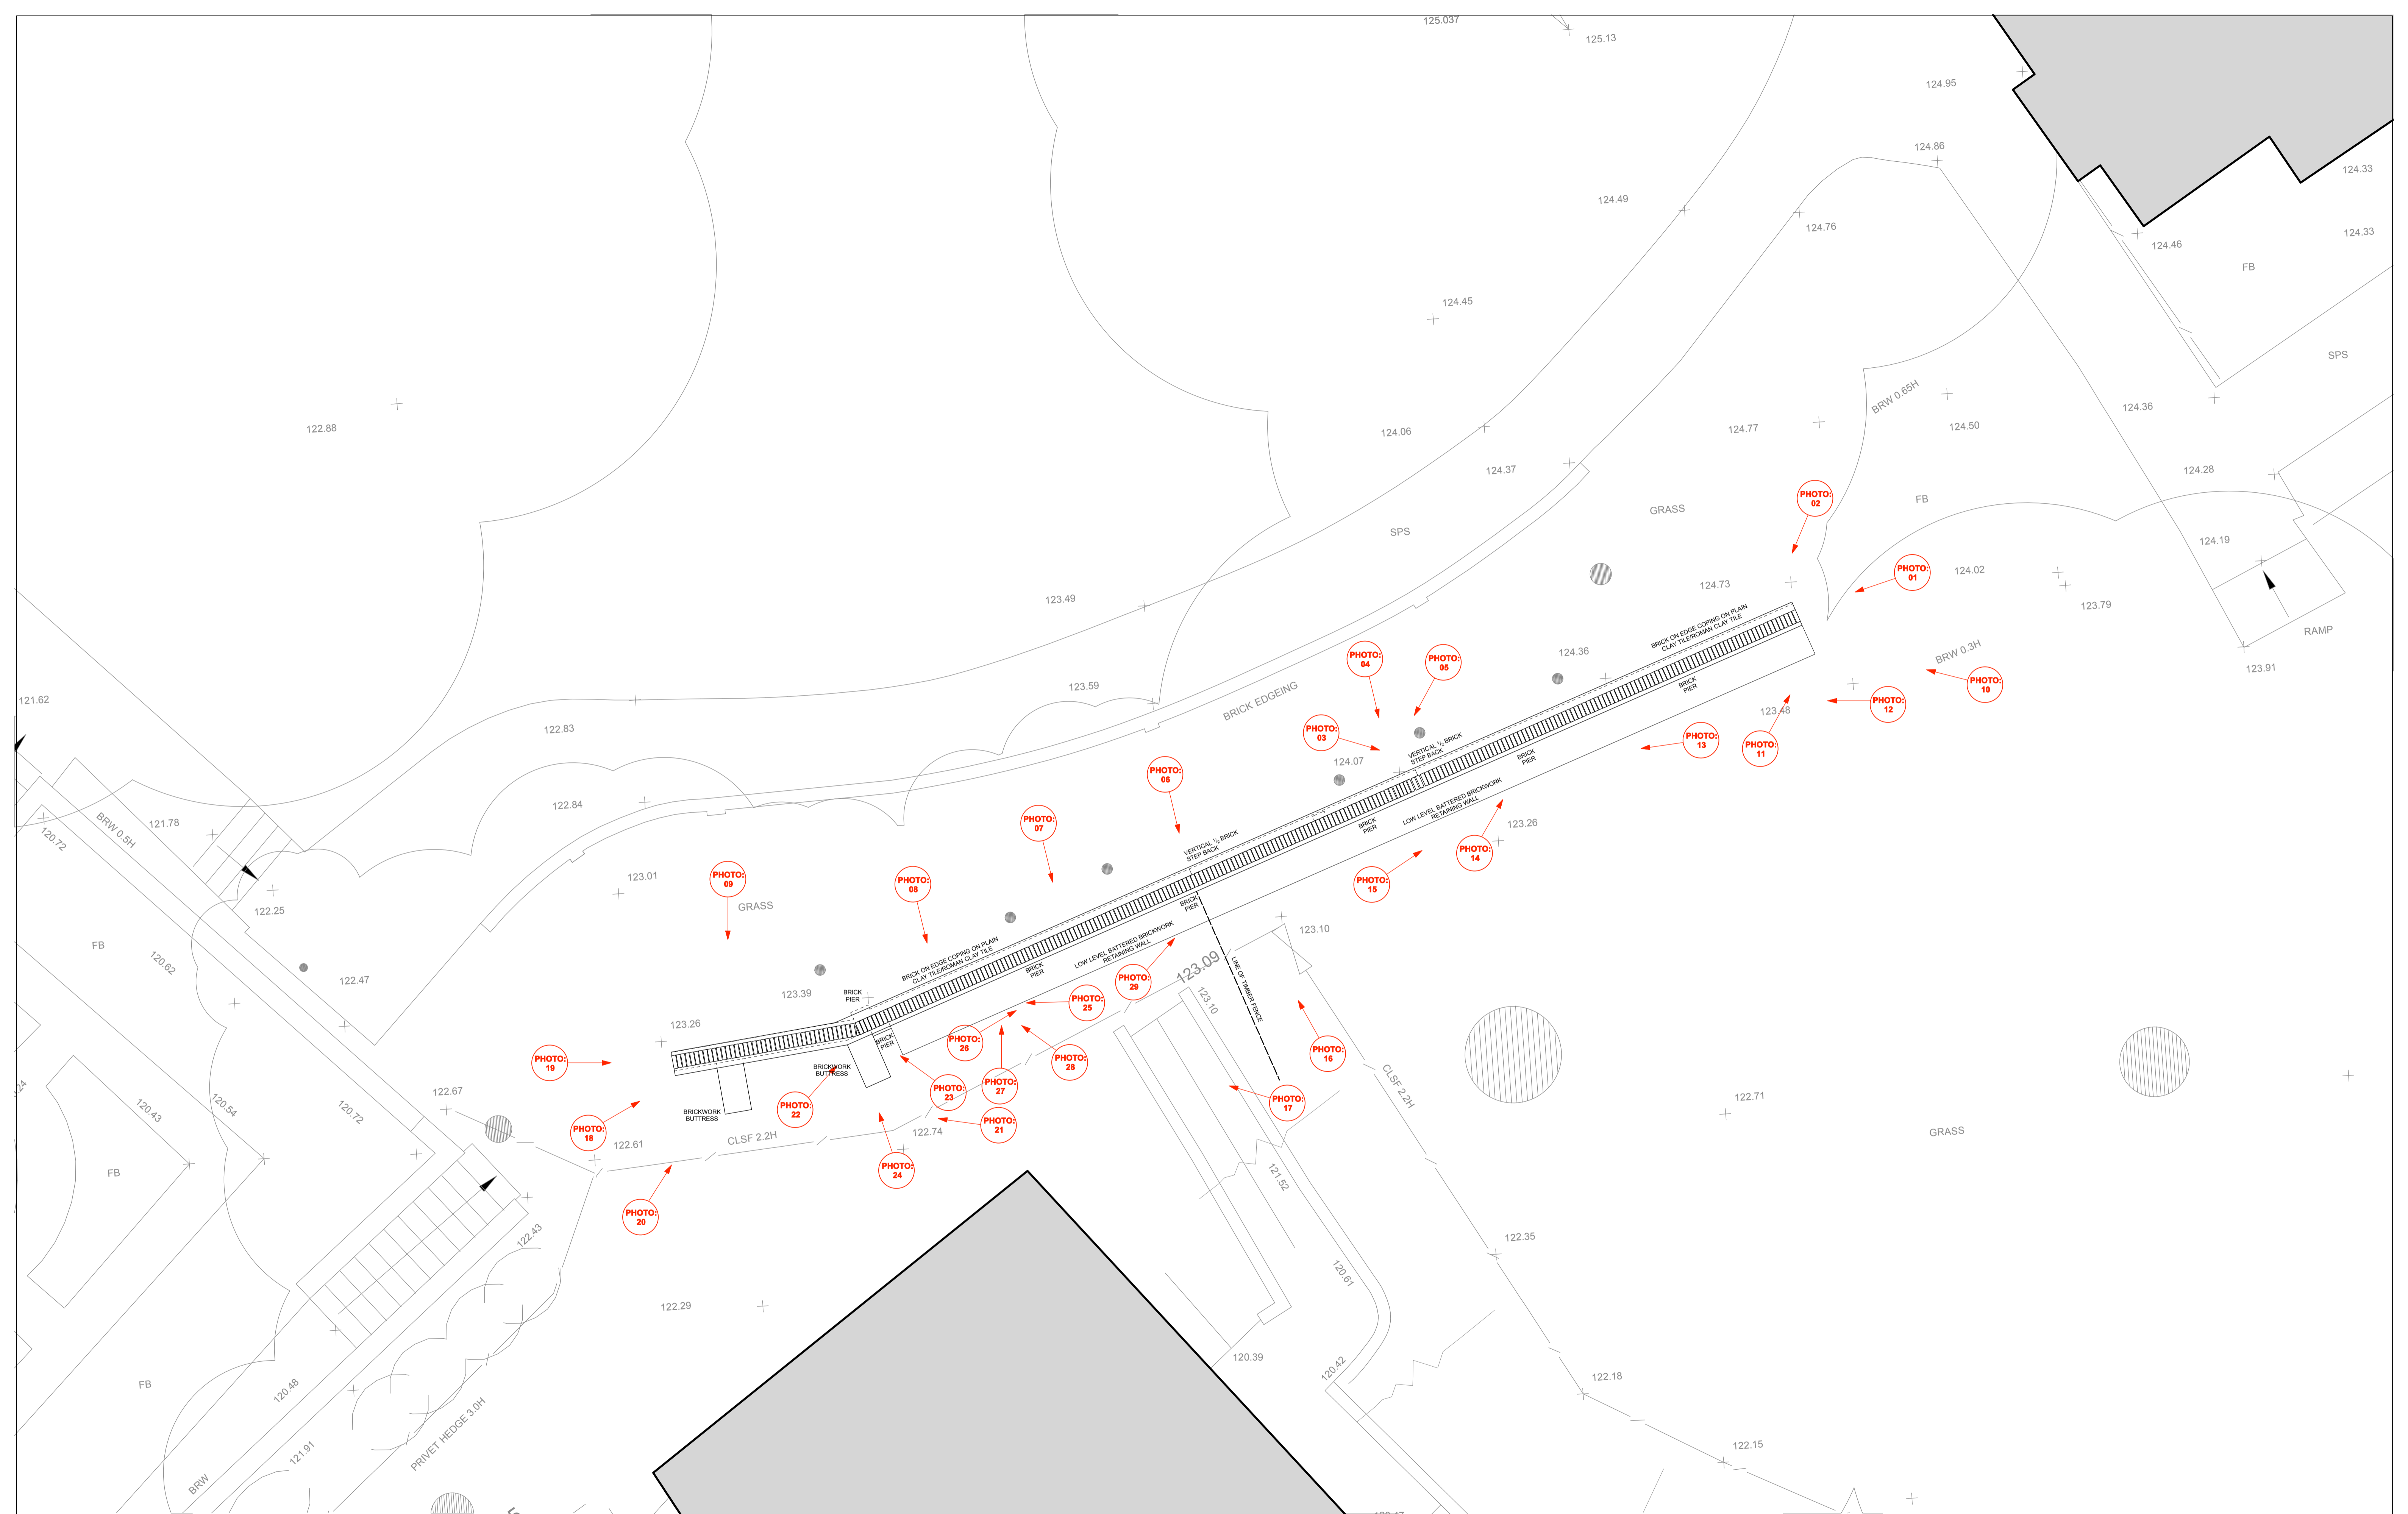 125.037
125.13
124.95
124.86
124.33
124.49
124.76
124.46
124.33
FB
124.45
SPS
122.88
124.06
124.37
124.77
BRW 0.65H
124.50
124.36
124.28
GRASS
PHOTO:
02
FB
SPS
124.19
123.49
124.73
PHOTO:
01
124.02
123.79
RAMP
123.91
BRW 0.3H
PHOTO:
10
PHOTO:
12
123.48
PHOTO:
11
PHOTO:
13
BRICK ON EDGE COPING ON PLAIN
CLAY TILE/ROMAN CLAY TILE
124.36
PHOTO:
04
PHOTO:
05
BRICK
PIER
123.59
BRICK EDGEING
PHOTO:
03
121.62
122.83
124.07
VERTICAL ½ BRICK
STEP BACK
BRICK
PIER
PHOTO:
06
122.84
PHOTO:
07
LOW LEVEL BATTERED BRICKWORK
RETAINING WALL
BRICK
PIER
123.26
PHOTO:
14
PHOTO:
15
VERTICAL ½ BRICK
STEP BACK
121.78
BRW 0.5H
120.72
123.01
PHOTO:
09
GRASS
PHOTO:
08
122.25
BRICK
PIER
123.10
FB
120.62
122.47
BRICK ON EDGE COPING ON PLAIN
CLAY TILE/ROMAN CLAY TILE
LOW LEVEL BATTERED BRICKWORK
RETAINING WALL
BRICK
PIER
PHOTO:
29
123.09
LINE OF TIMBER FENCE
123.10
123.39
BRICK
PIER
PHOTO:
25
123.26
PHOTO:
26
BRICK
PIER
PHOTO:
28
PHOTO:
16
PHOTO:
19
BRICKWORK
BUTTRESS
PHOTO:
23
PHOTO:
27
PHOTO:
17
CLSF 2.2H
PHOTO:
22
BRICKWORK
BUTTRESS
122.67
120.43
120.54
120.72
PHOTO:
18
122.61
CLSF 2.2H
122.74
PHOTO:
21
122.71
GRASS
FB
PHOTO:
24
121.52
PHOTO:
20
122.43
122.35
120.61
122.29
120.39
120.42
122.18
FB
120.48
PRIVET HEDGE 3.0H
121.91
BRW
122.15